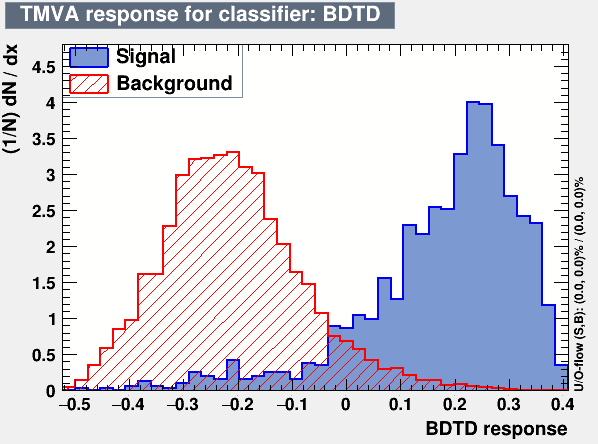 TMVA response for classifier: BDTD
Signal
Background
(1/N) dN / dx
4.5
4
3.5
3
2.5
2
1.5
1
0.5
0
−0.5 −0.4 −0.3 −0.2 −0.1 0 0.1 0.2 0.3 0.4
BDTD response
U/O-flow (S,B): (0.0, 0.0)% / (0.0, 0.0)%